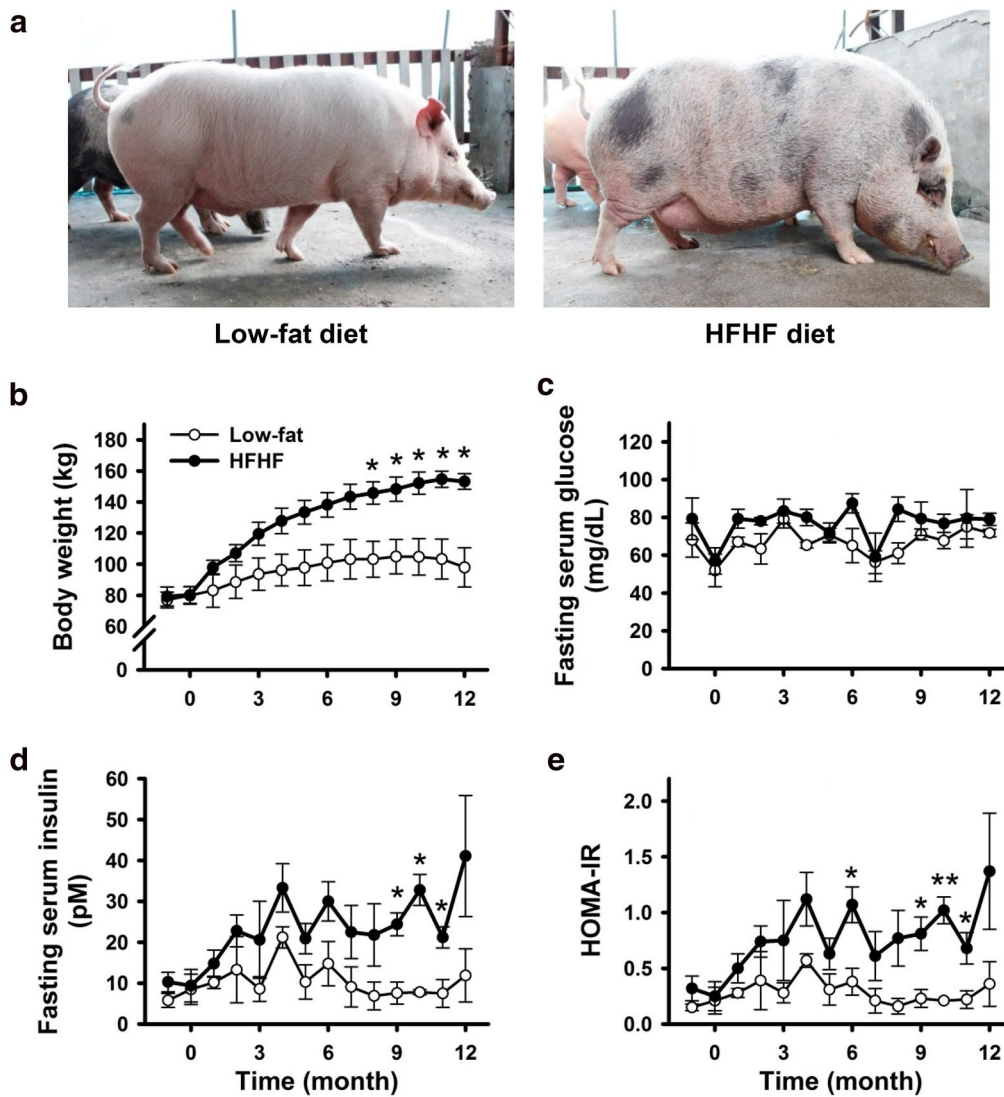 a
Low-fat diet
HFHF diet
b
Body weight (kg)
180
160
140
120
100
80
60
0
Low-fat
HFHF
* * * * *
0 3 6 9 12
c
Fasting serum glucose
(mg/dL)
120
100
80
60
40
20
0
0 3 6 9 12
d
Fasting serum insulin
(pM)
60
50
40
30
20
10
0
* * *
0 3 6 9 12
Time (month)
e
HOMA-IR
2.0
1.5
1.0
0.5
0.0
* * ** *
0 3 6 9 12
Time (month)